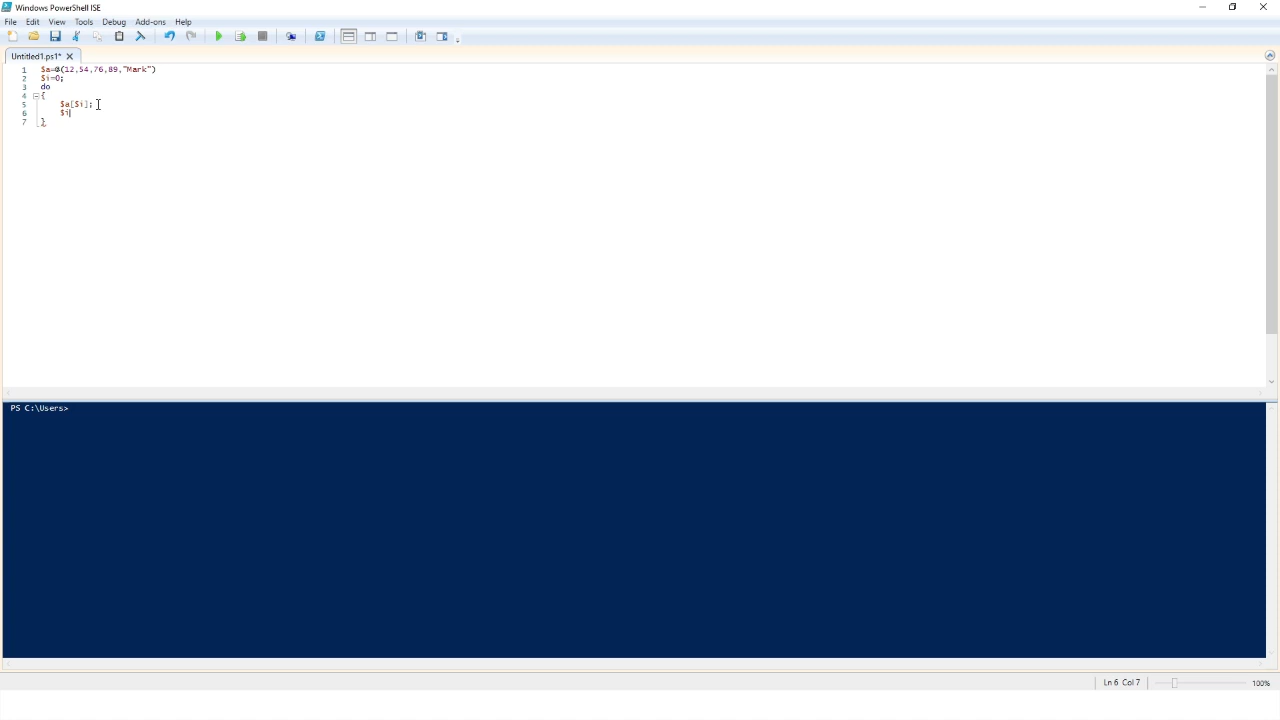 Windows PowerShell ISE
File Edit View Tools Debug Add-ons Help
Untitled1.ps1* X
1 $a=@(12,54,76,89,"Mark")
2 $i=0;
3 do
4 {
5 $a[$i];
6 $i
7 }
PS C:\Users>
Ln 6 Col 7 100%